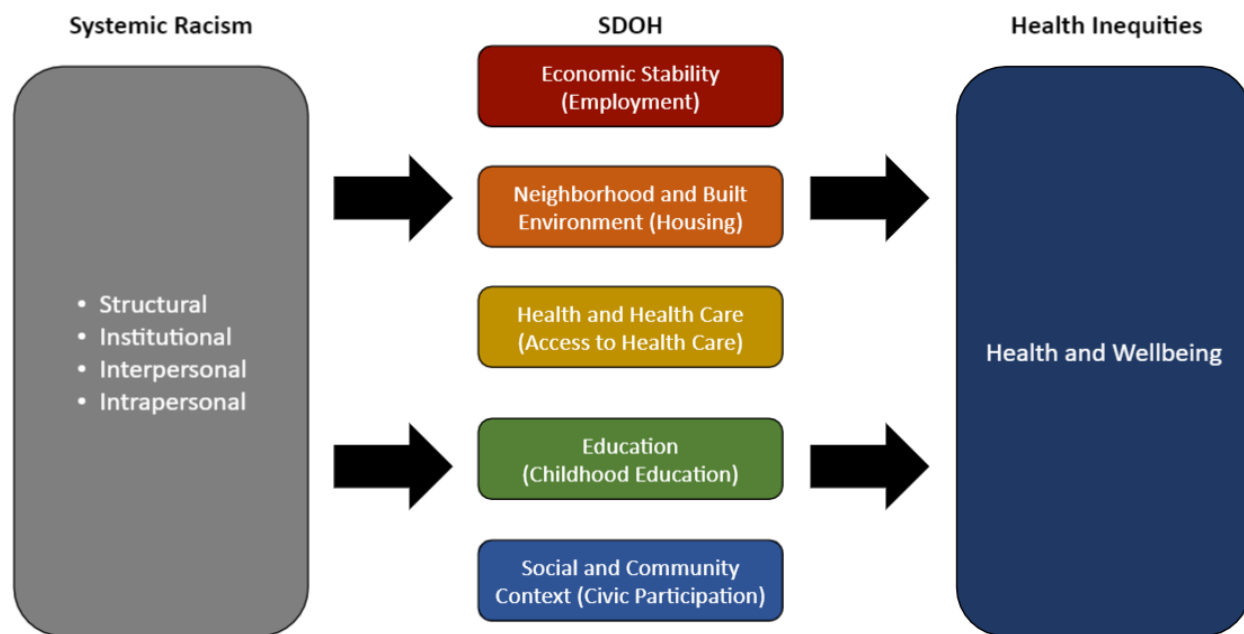 Systemic Racism
SDOH
Health Inequities
Economic Stability
(Employment)
Neighborhood and Built
Environment (Housing)
• Structural
• Institutional
• Interpersonal
• Intrapersonal
Health and Health Care
(Access to Health Care)
Health and Wellbeing
Education
(Childhood Education)
Social and Community
Context (Civic Participation)